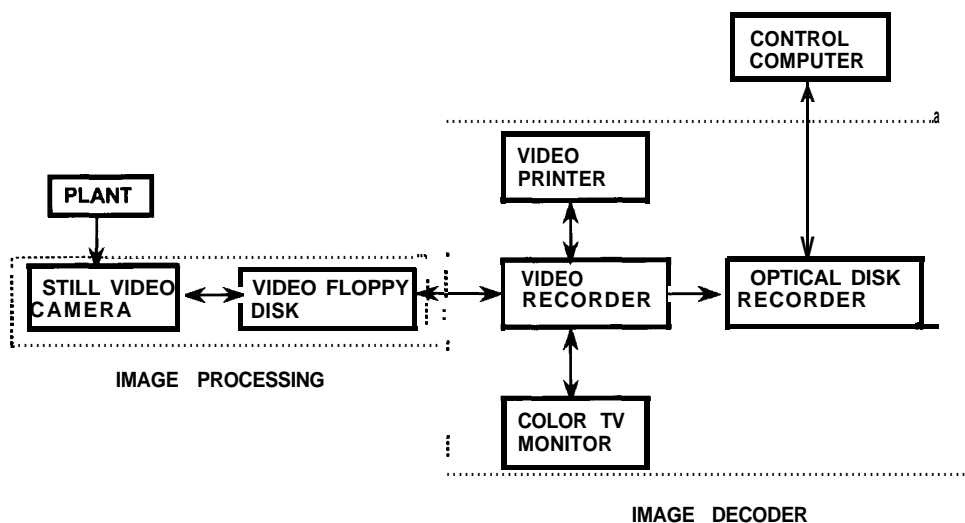 CONTROL
COMPUTER
a
VIDEO
PRINTER
PLANT
STILL VIDEO
CAMERA
VIDEO FLOPPY
DISK
VIDEO
RECORDER
OPTICAL DISK
RECORDER
IMAGE PROCESSING
COLOR TV
MONITOR
IMAGE DECODER